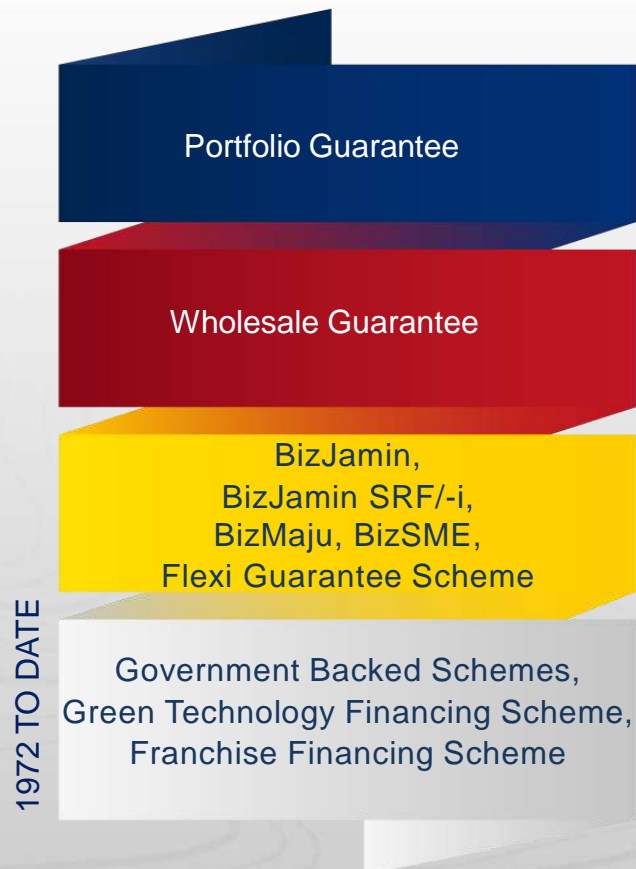 Portfolio Guarantee
Wholesale Guarantee
BizJamin,
BizJamin SRF/-i,
BizMaju, BizSME,
Flexi Guarantee Scheme
Government Backed Schemes,
Green Technology Financing Scheme,
Franchise Financing Scheme
1972 TO DATE